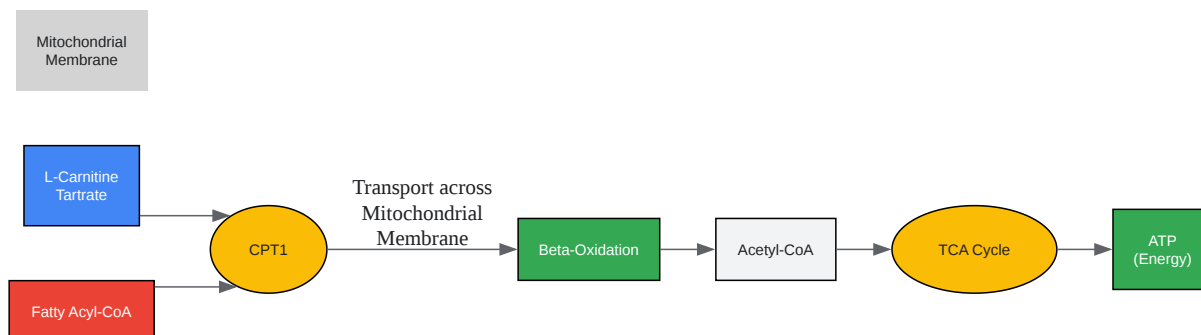 Mitochondrial
Membrane
L-Carnitine
Tartrate
Transport across
Mitochondrial
Membrane
CPT1
Beta-Oxidation
Acetyl-CoA
TCA Cycle
ATP
(Energy)
Fatty Acyl-CoA